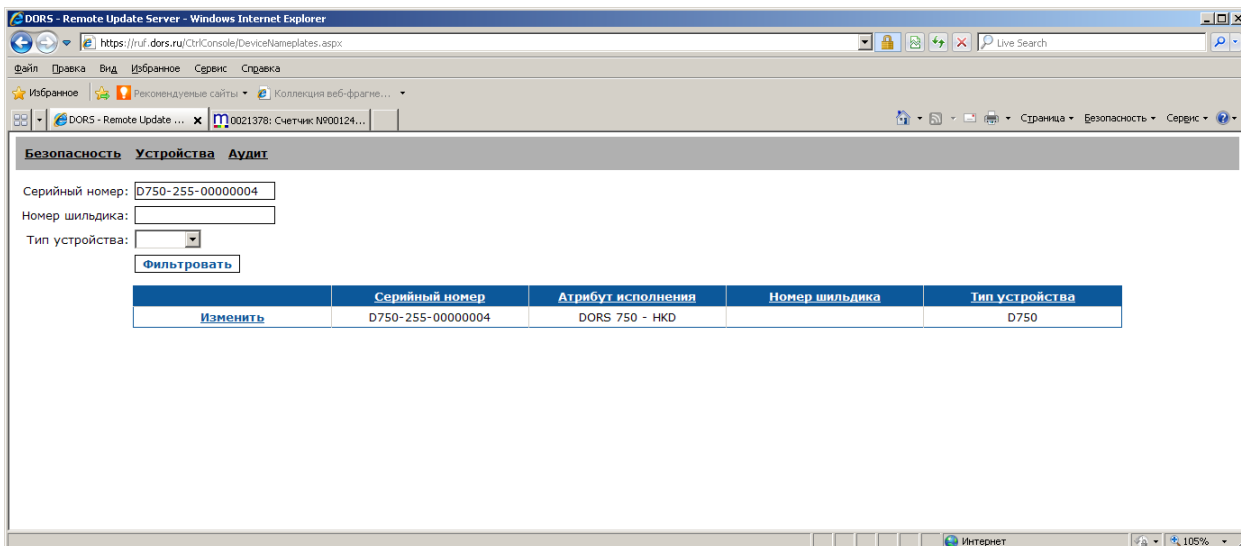 DORS - Remote Update Server - Windows Internet Explorer
https://ruf.dors.ru/CtrlConsole/DeviceNameplates.aspx
Live Search
Файл Правка Вид Избранное Сервис Справка
Избранное Рекомендуемые сайты Коллекция веб-фрагме...
DORS - Remote Update ... 0021378: Счетчик №00124... Страница Безопасность Сервис
Безопасность Устройства Аудит
Серийный номер: D750-255-00000004
Номер шильдика:
Тип устройства:
Фильтровать
Серийный номер Атрибут исполнения Номер шильдика Тип устройства
Изменить D750-255-00000004 DORS 750 - HKD D750
Интернет 105%